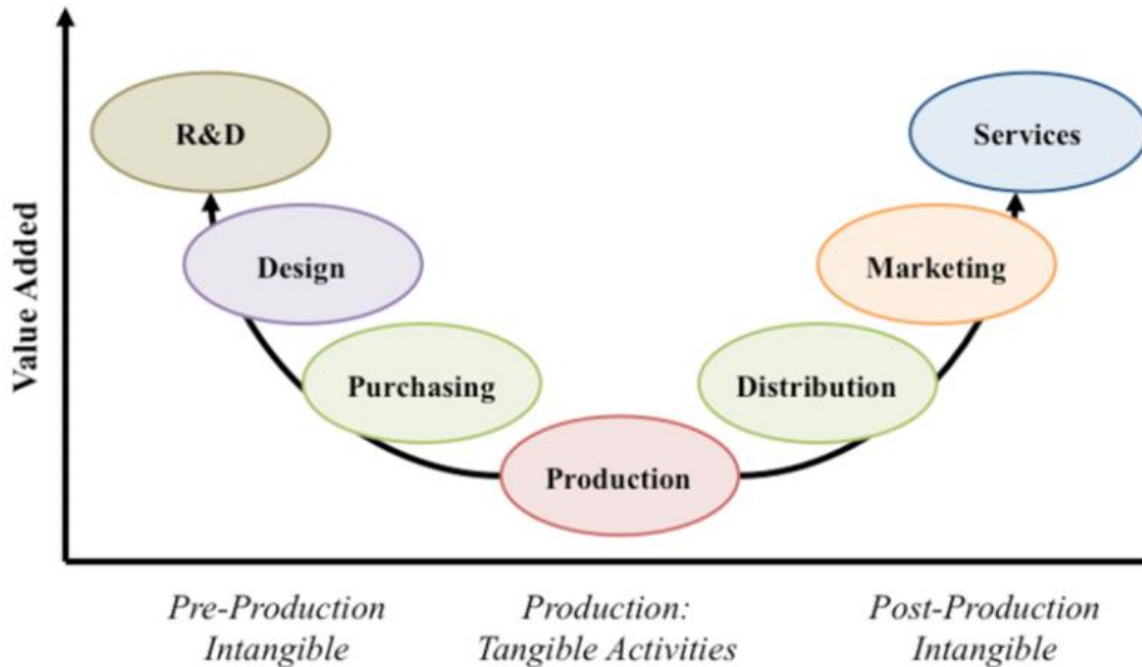 Value Added
R&D
Services
Design
Marketing
Purchasing
Distribution
Production
Pre-Production
Intangible
Production:
Tangible Activities
Post-Production
Intangible